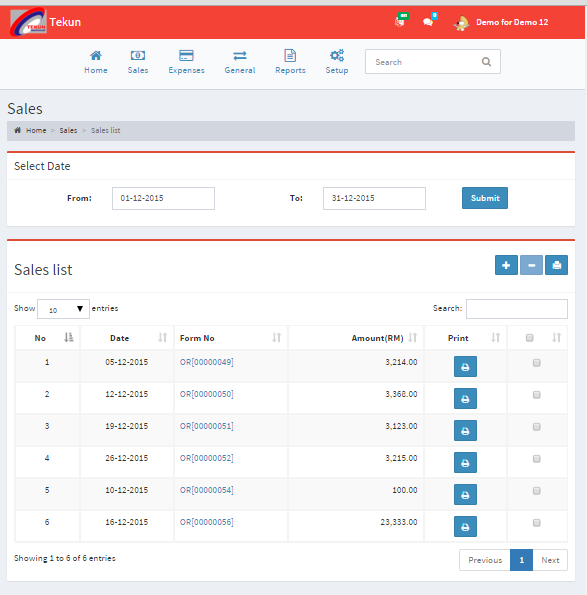 TEKUN
Tekun
Demo for Demo 12
Home Sales Expenses General Reports Setup Search
Sales
Home > Sales > Sales list
Select Date
From: 01-12-2015 To: 31-12-2015 Submit
Sales list
Show 10 entries Search:
No Date Form No Amount(RM) Print
1 05-12-2015 OR[00000049] 3,214.00
2 12-12-2015 OR[00000050] 3,368.00
3 19-12-2015 OR[00000051] 3,123.00
4 26-12-2015 OR[00000052] 3,215.00
5 10-12-2015 OR[00000054] 100.00
6 16-12-2015 OR[00000056] 23,333.00
Showing 1 to 6 of 6 entries Previous 1 Next